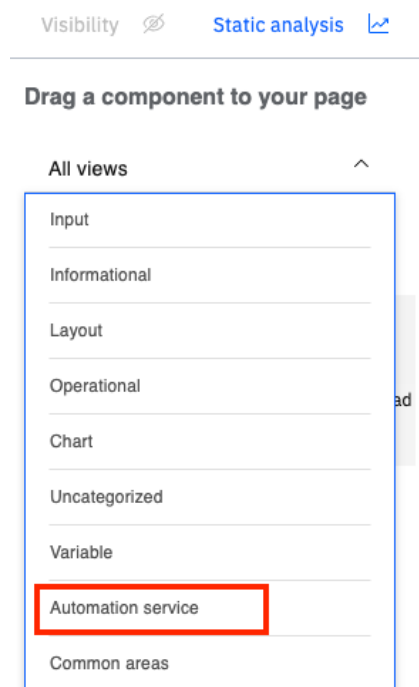 Visibility Static analysis
Drag a component to your page
All views
Input
Informational
Layout
Operational
ad
Chart
Uncategorized
Variable
Automation service
Common areas